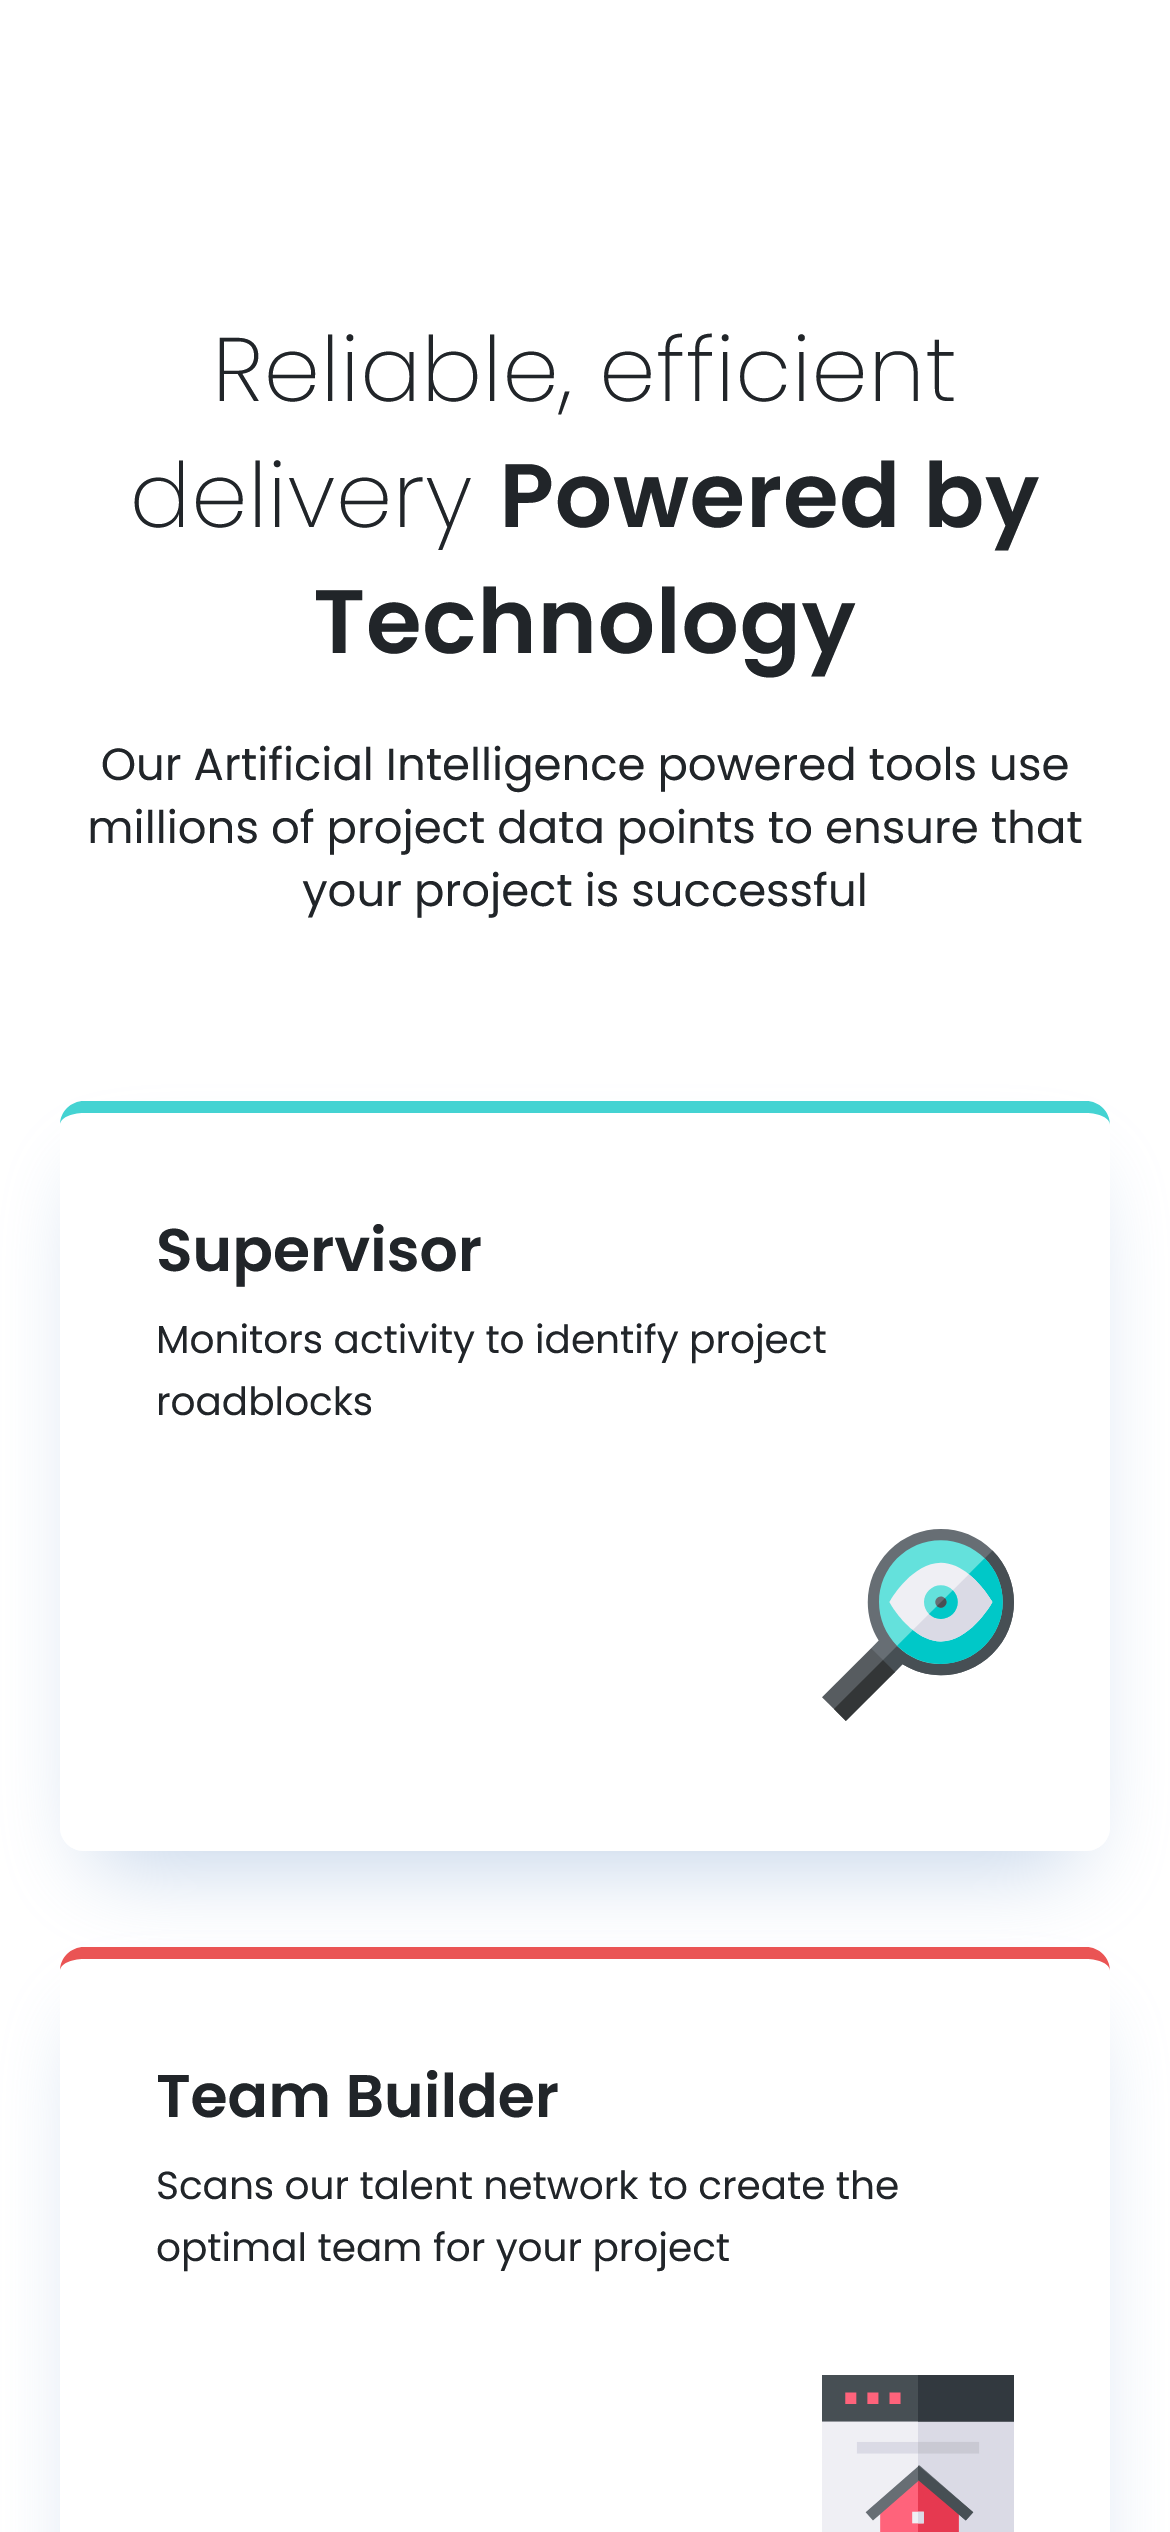 Reliable, efficient
delivery Powered by
Technology
Our Artificial Intelligence powered tools use
millions of project data points to ensure that
your project is successful
Supervisor
Monitors activity to identify project
roadblocks
Team Builder
Scans our talent network to create the
optimal team for your project